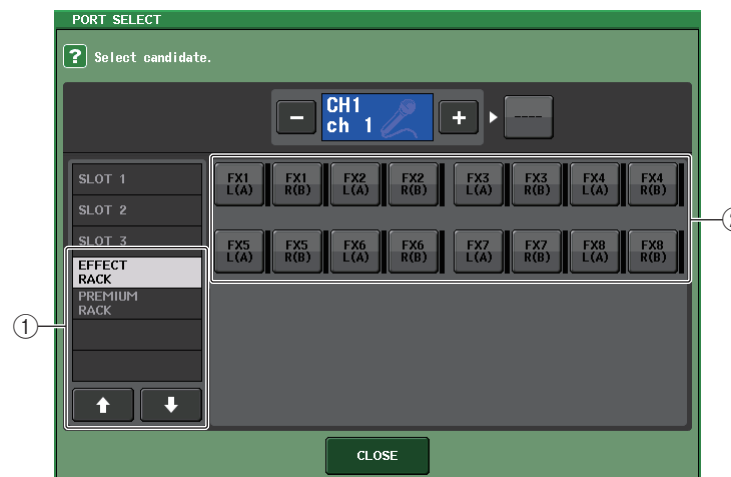 PORT SELECT
? Select candidate.
CH1
ch 1
− + ----
SLOT 1
SLOT 2
SLOT 3
EFFECT
RACK
PREMIUM
RACK
FX1 L(A) FX1 R(B) FX2 L(A) FX2 R(B) FX3 L(A) FX3 R(B) FX4 L(A) FX4 R(B)
FX5 L(A) FX5 R(B) FX6 L(A) FX6 R(B) FX7 L(A) FX7 R(B) FX8 L(A) FX8 R(B)
①
CLOSE